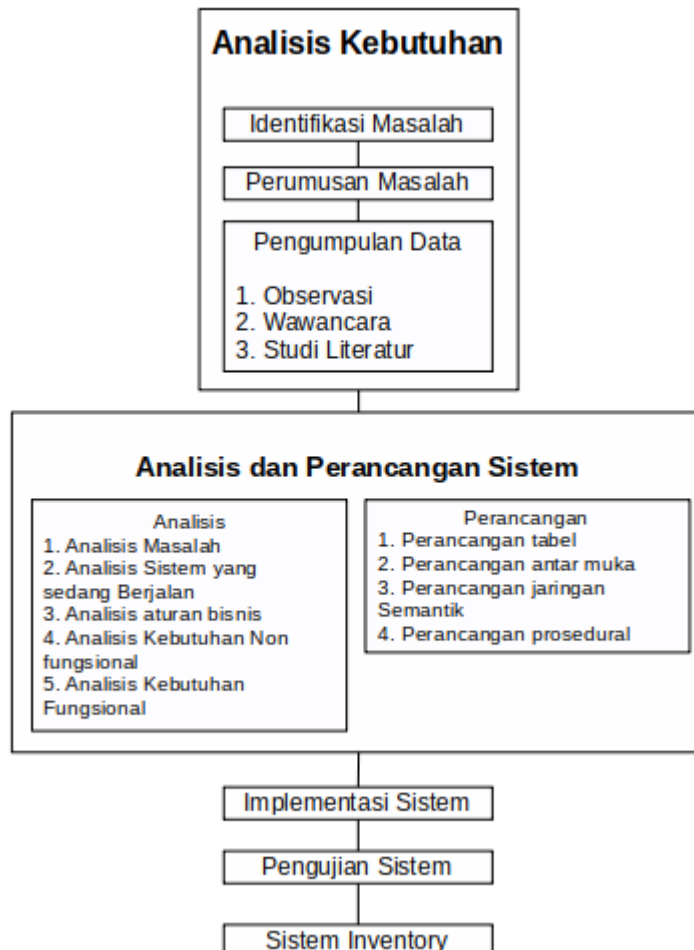 Analisis Kebutuhan
Identifikasi Masalah
Perumusan Masalah
Pengumpulan Data
1. Observasi
2. Wawancara
3. Studi Literatur
Analisis dan Perancangan Sistem
Analisis
1. Analisis Masalah
2. Analisis Sistem yang
sedang Berjalan
3. Analisis aturan bisnis
4. Analisis Kebutuhan Non
fungsional
5. Analisis Kebutuhan
Fungsional
Perancangan
1. Perancangan tabel
2. Perancangan antar muka
3. Perancangan jaringan
Semantik
4. Perancangan prosedural
Implementasi Sistem
Pengujian Sistem
Sistem Inventory